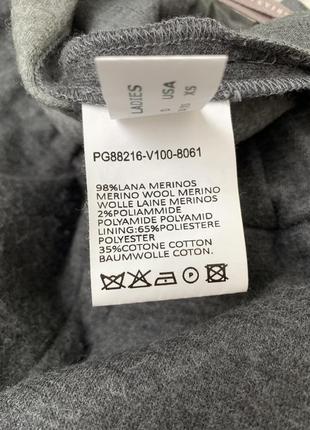 LADIES
USA
XS
PG88216-V100-8061
98%LANA MERINOS
MERINO WOOL MERINO
WOLLE LAINE MERINOS
2%POLIAMMIDE
POLYAMIDE POLYAMID
LINING:65%POLIESTERE
POLYESTER
35%COTONE COTTON
BAUMWOLLE COTON.